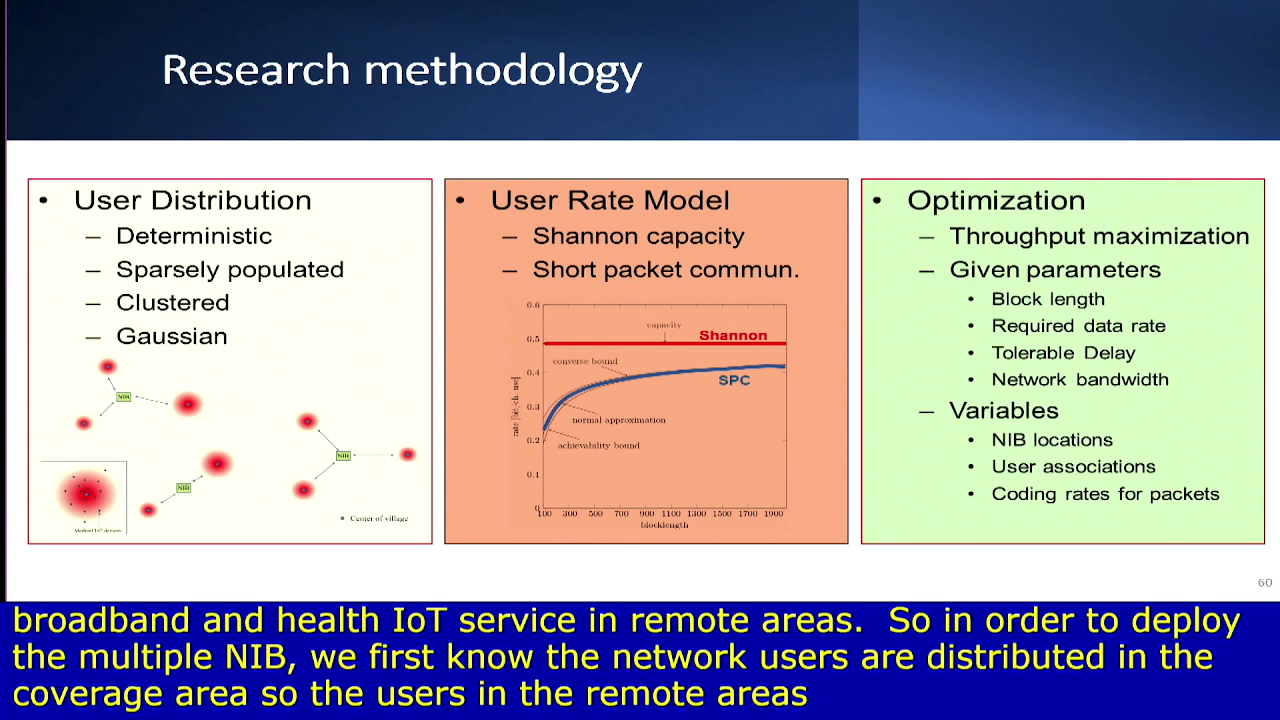 Research methodology
• User Distribution
– Deterministic
– Sparsely populated
– Clustered
– Gaussian
NIB
NIB
NIB
Center of village
Medical IoT devices
• User Rate Model
– Shannon capacity
– Short packet commun.
0.6
0.5
0.4
0.3
0.2
0.1
0
rate [bit/ch. use]
capacity
Shannon
converse bound
SPC
normal approximation
achievability bound
100 300 500 700 900 1100 1300 1500 1700 1900
blocklength
• Optimization
– Throughput maximization
– Given parameters
• Block length
• Required data rate
• Tolerable Delay
• Network bandwidth
– Variables
• NIB locations
• User associations
• Coding rates for packets
60
broadband and health IoT service in remote areas. So in order to deploy
the multiple NIB, we first know the network users are distributed in the
coverage area so the users in the remote areas